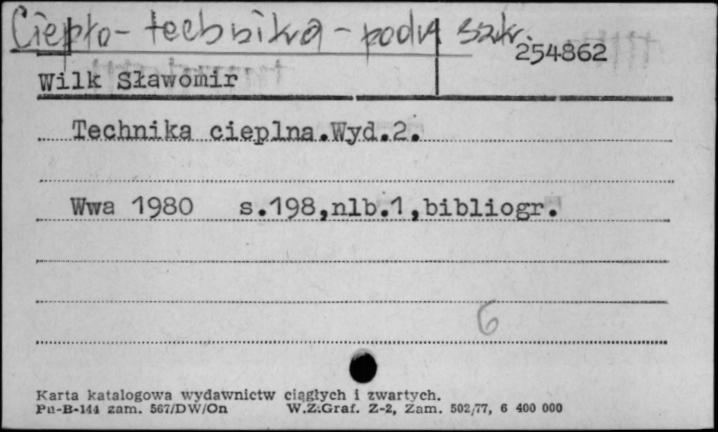 Ciepło - technika - podr szk.
254862
Wilk Sławomir
Technika cieplna.Wyd.2.
Wwa 1980 s.198,nlb.1,bibliogr.
6
Karta katalogowa wydawnictw ciągłych i zwartych.
Pu-B-144 zam. 567/DW/On W.Z.Graf. Z-2, Zam. 502/77, 6 400 000